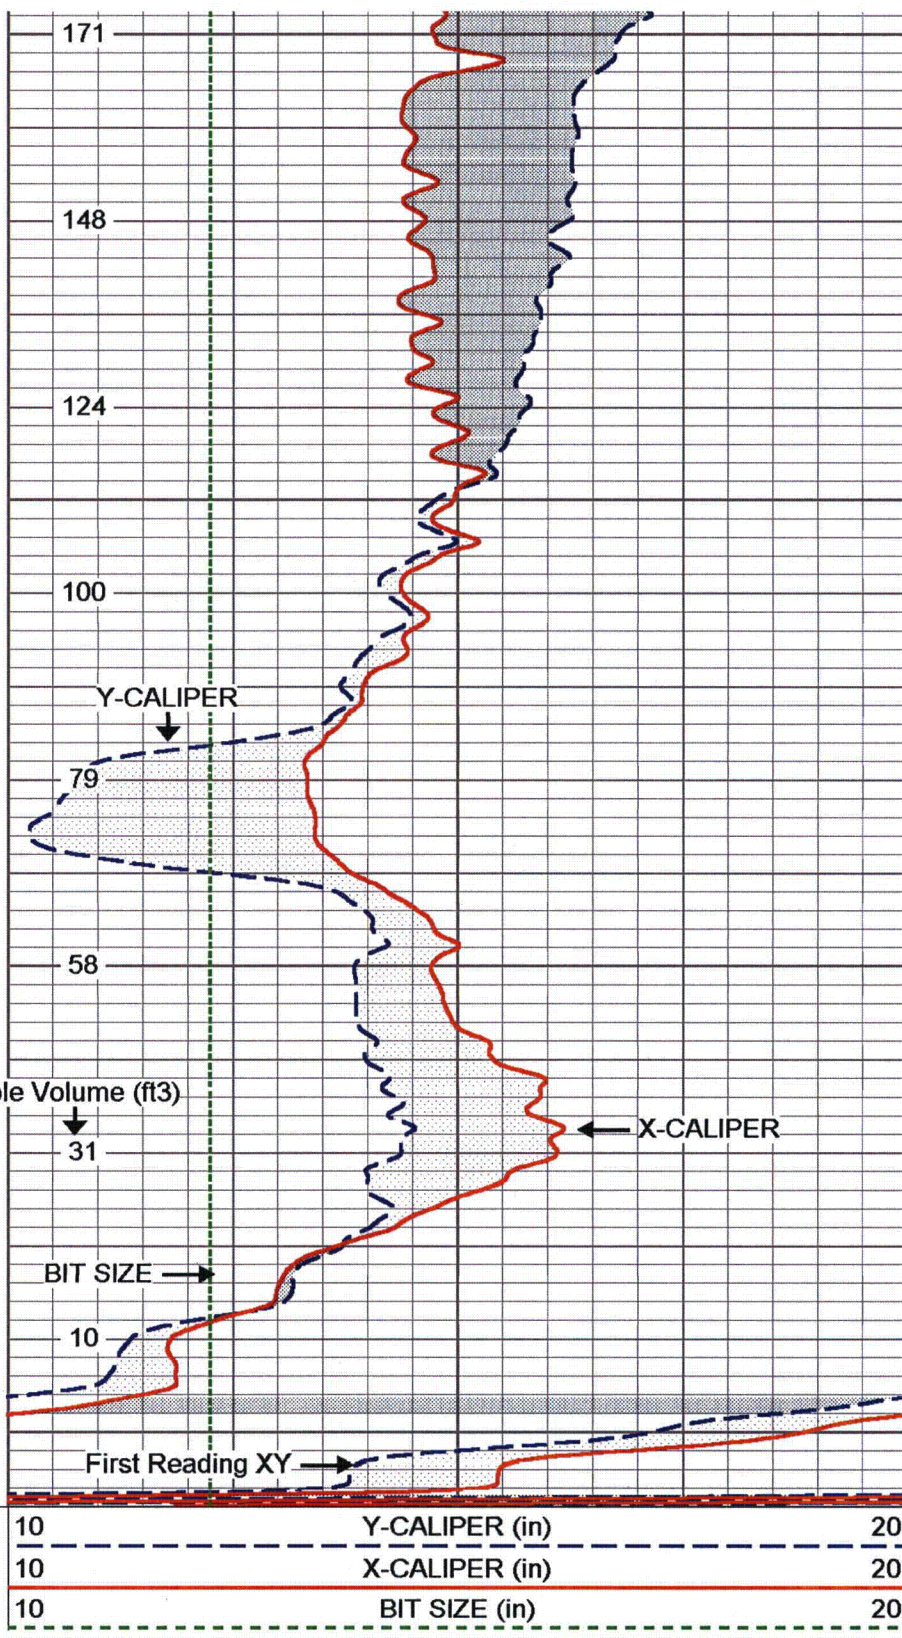 171
148
124
100
Y-CALIPER
79
58
le Volume (ft3)
X-CALIPER
31
BIT SIZE
10
First Reading XY
10 Y-CALIPER (in) 20
10 X-CALIPER (in) 20
10 BIT SIZE (in) 20